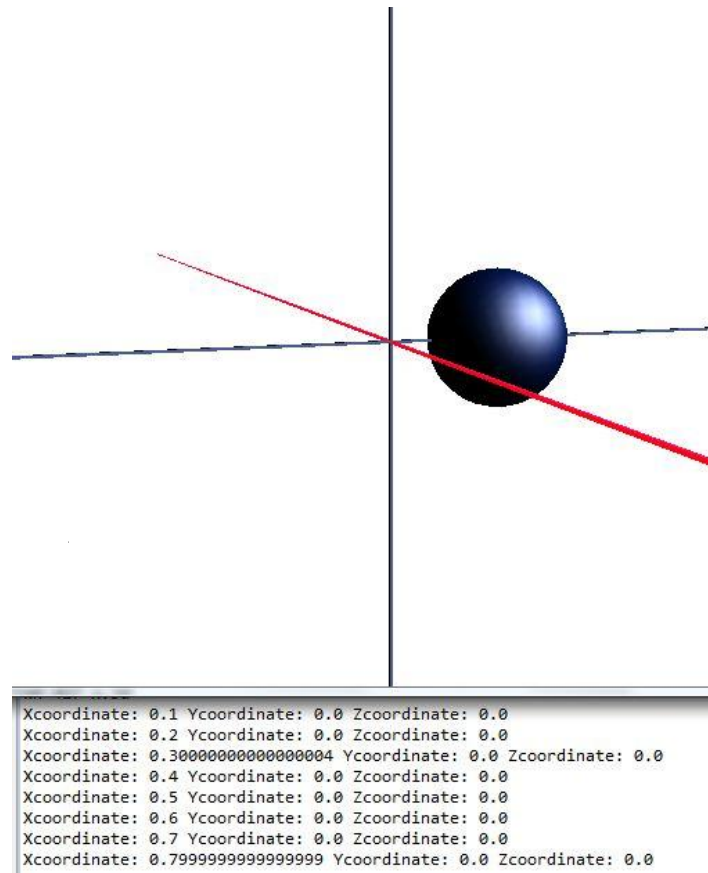 Xcoordinate: 0.1 Ycoordinate: 0.0 Zcoordinate: 0.0
Xcoordinate: 0.2 Ycoordinate: 0.0 Zcoordinate: 0.0
Xcoordinate: 0.30000000000000004 Ycoordinate: 0.0 Zcoordinate: 0.0
Xcoordinate: 0.4 Ycoordinate: 0.0 Zcoordinate: 0.0
Xcoordinate: 0.5 Ycoordinate: 0.0 Zcoordinate: 0.0
Xcoordinate: 0.6 Ycoordinate: 0.0 Zcoordinate: 0.0
Xcoordinate: 0.7 Ycoordinate: 0.0 Zcoordinate: 0.0
Xcoordinate: 0.7999999999999999 Ycoordinate: 0.0 Zcoordinate: 0.0